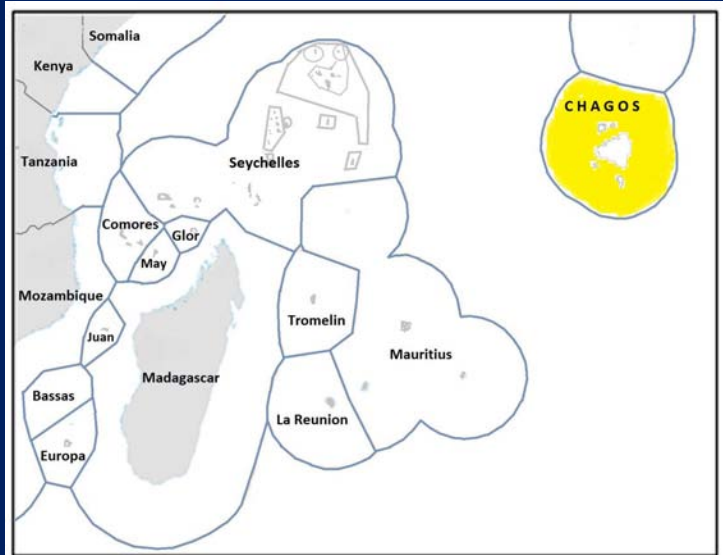 Somalia
Kenya
CHAGOS
Tanzania
Seychelles
Comores
Glor
May
Mozambique
Juan
Tromelin
Mauritius
Madagascar
Bassas
La Reunion
Europa